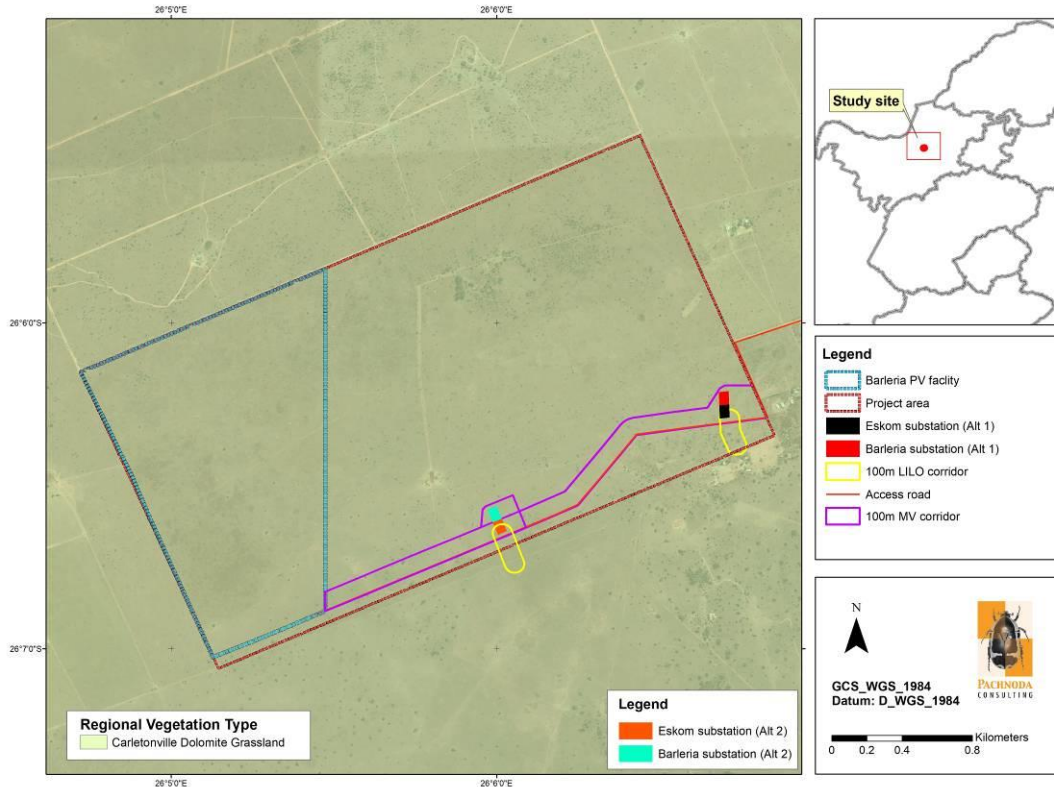 26°5'0"E
26°6'0"E
26°6'0"S
26°7'0"S
26°5'0"E
26°6'0"E
Regional Vegetation Type
Carletonville Dolomite Grassland
Legend
Eskom substation (Alt 2)
Barleria substation (Alt 2)
Study site
Legend
Barleria PV faclity
Project area
Eskom substation (Alt 1)
Barleria substation (Alt 1)
100m LILO corridor
Access road
100m MV corridor
N
GCS_WGS_1984
Datum: D_WGS_1984
PACHNODA
CONSULTING
Kilometers
0 0.2 0.4 0.8